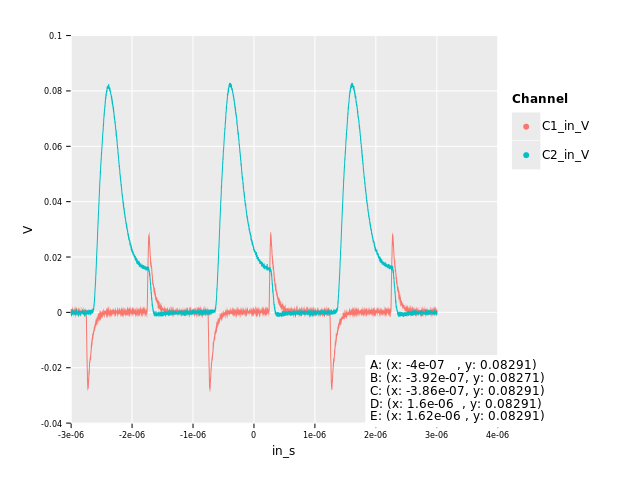 0.1
0.08
0.06
0.04
0.02
0
-0.02
-0.04
V
-3e-06 -2e-06 -1e-06 0 1e-06 2e-06 3e-06 4e-06
in_s
Channel
C1_in_V
C2_in_V
A: (x: -4e-07 , y: 0.08291)
B: (x: -3.92e-07, y: 0.08271)
C: (x: -3.86e-07, y: 0.08291)
D: (x: 1.6e-06 , y: 0.08291)
E: (x: 1.62e-06 , y: 0.08291)